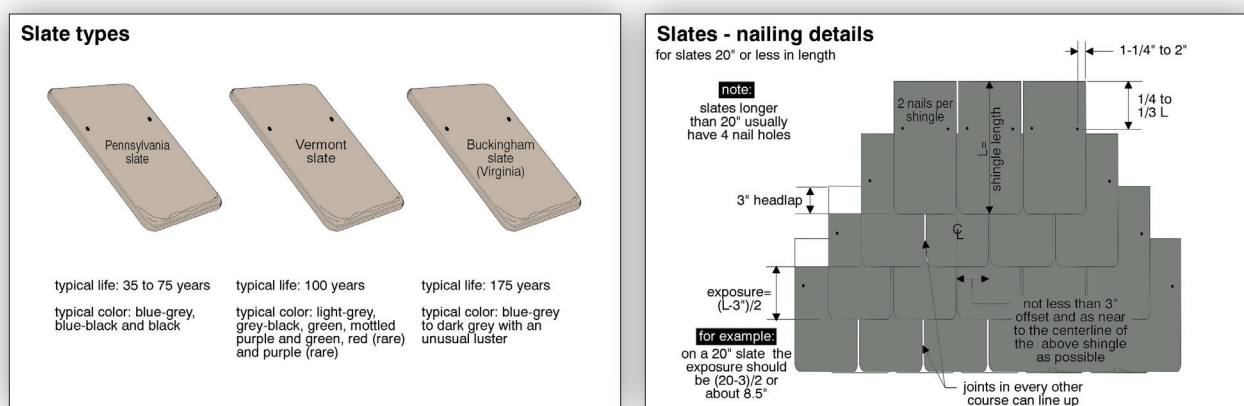 Slate types
Pennsylvania
slate
Vermont
slate
Buckingham
slate
(Virginia)
typical life: 35 to 75 years
typical color: blue-grey,
blue-black and black
typical life: 100 years
typical color: light-grey,
grey-black, green, mottled
purple and green, red (rare)
and purple (rare)
typical life: 175 years
typical color: blue-grey
to dark grey with an
unusual luster
Slates - nailing details
for slates 20" or less in length
note:
slates longer
than 20" usually
have 4 nail holes
2 nails per
shingle
L=
shingle length
1-1/4" to 2"
1/4 to
1/3 L
3" headlap
CL
exposure=
(L-3")/2
for example:
on a 20" slate the
exposure should
be (20-3)/2 or
about 8.5"
not less than 3"
offset and as near
to the centerline of
the above shingle
as possible
joints in every other
course can line up